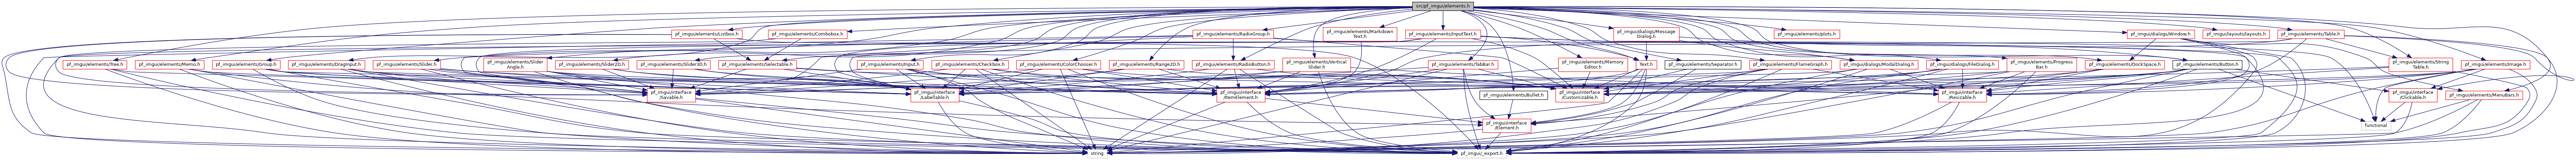 src/pf_imgui/elements.h
pf_imgui/elements/Listbox.h
pf_imgui/elements/Combobox.h
pf_imgui/elements/RadioGroup.h
pf_imgui/elements/Markdown
Text.h
pf_imgui/elements/InputText.h
pf_imgui/dialogs/Message
Dialog.h
pf_imgui/elements/plots.h
pf_imgui/dialogs/Window.h
pf_imgui/layouts/layouts.h
pf_imgui/elements/Table.h
pf_imgui/elements/Tree.h
pf_imgui/elements/Memo.h
pf_imgui/elements/Group.h
pf_imgui/elements/DragInput.h
pf_imgui/elements/Slider.h
pf_imgui/elements/Slider
Angle.h
pf_imgui/elements/Slider2D.h
pf_imgui/elements/Slider3D.h
pf_imgui/elements/Selectable.h
pf_imgui/elements/Input.h
pf_imgui/elements/Checkbox.h
pf_imgui/elements/ColorChooser.h
pf_imgui/elements/Range2D.h
pf_imgui/elements/RadioButton.h
pf_imgui/elements/Vertical
Slider.h
pf_imgui/elements/TabBar.h
pf_imgui/elements/Memory
Editor.h
Text.h
pf_imgui/elements/Separator.h
pf_imgui/elements/FlameGraph.h
pf_imgui/dialogs/ModalDialog.h
pf_imgui/dialogs/FileDialog.h
pf_imgui/elements/Progress
Bar.h
pf_imgui/elements/DockSpace.h
pf_imgui/elements/Button.h
pf_imgui/elements/String
Table.h
pf_imgui/elements/Image.h
pf_imgui/interface
/Savable.h
pf_imgui/interface
/Labellable.h
pf_imgui/interface
/ItemElement.h
pf_imgui/elements/Bullet.h
pf_imgui/interface
/Customizable.h
pf_imgui/interface
/Resizable.h
pf_imgui/interface
/Clickable.h
pf_imgui/elements/MenuBars.h
pf_imgui/interface
/Element.h
functional
string
pf_imgui/_export.h